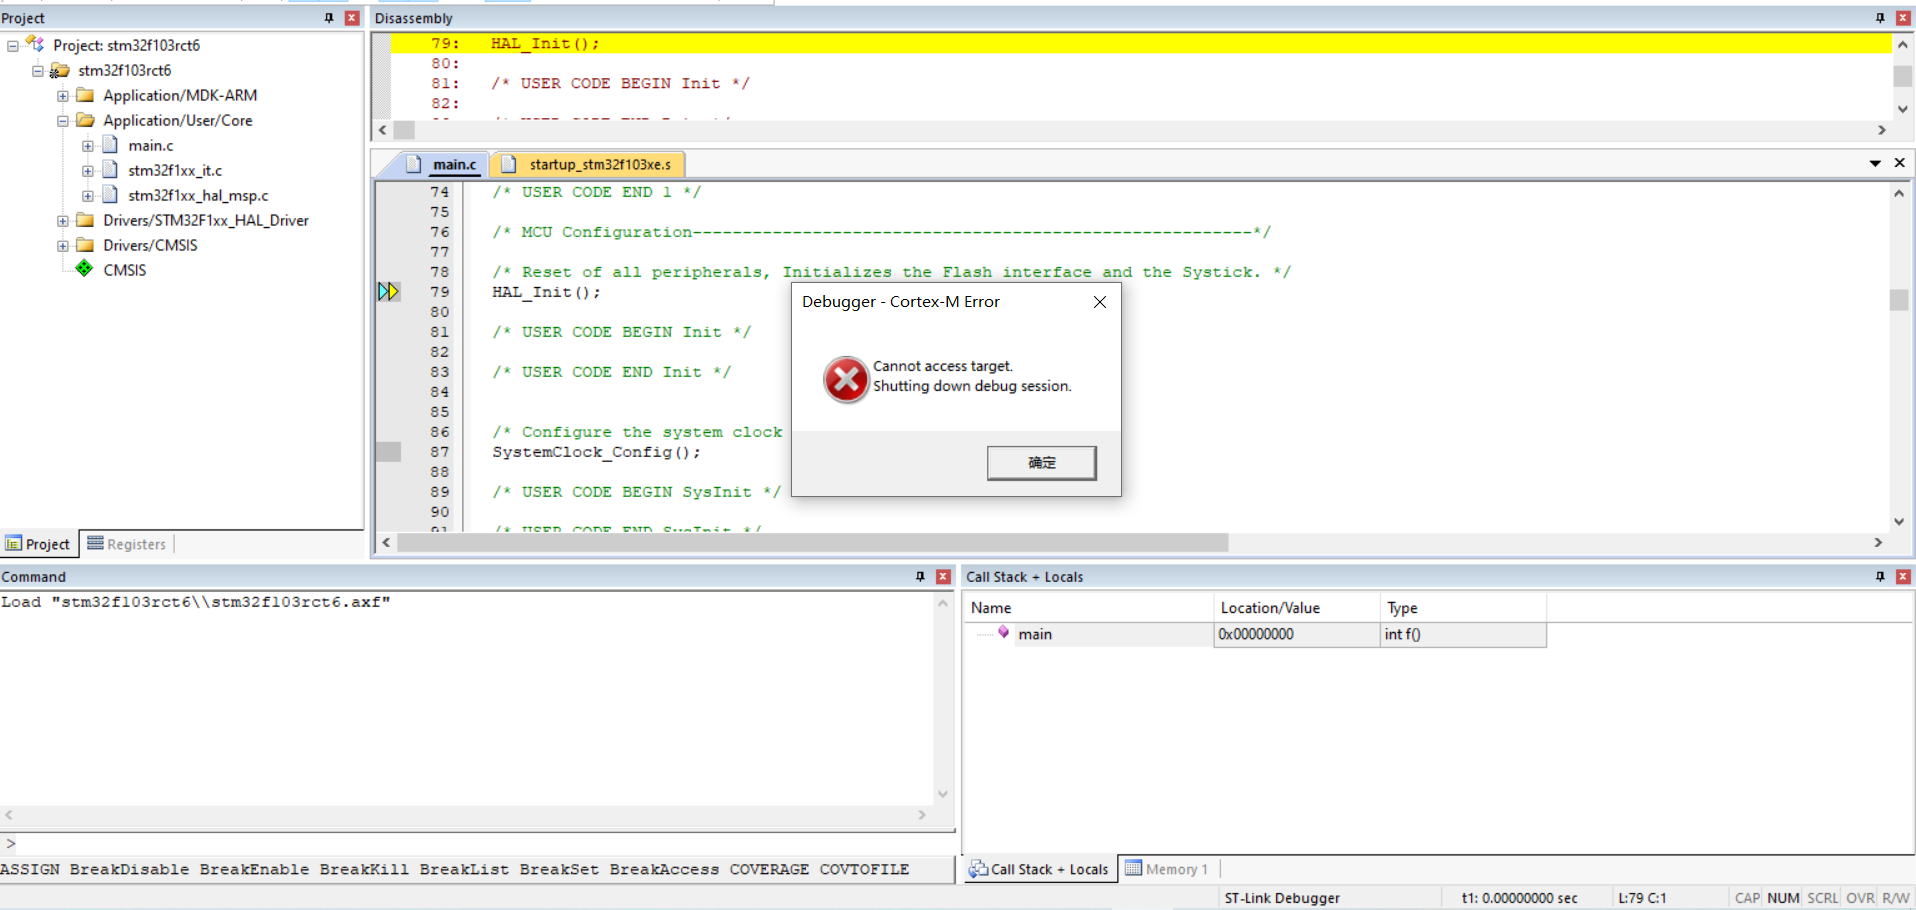 Project
Project: stm32f103rct6
stm32f103rct6
Application/MDK-ARM
Application/User/Core
main.c
stm32f1xx_it.c
stm32f1xx_hal_msp.c
Drivers/STM32F1xx_HAL_Driver
Drivers/CMSIS
CMSIS
Project Registers
Disassembly
79: HAL_Init();
80:
81: /* USER CODE BEGIN Init */
82:
main.c startup_stm32f103xe.s
74 /* USER CODE END 1 */
75
76 /* MCU Configuration--------------------------------------------------------*/
77
78 /* Reset of all peripherals, Initializes the Flash interface and the Systick. */
79 HAL_Init();
80
81 /* USER CODE BEGIN Init */
82
83 /* USER CODE END Init */
84
85
86 /* Configure the system clock
87 SystemClock_Config();
88
89 /* USER CODE BEGIN SysInit */
90
91 /* USER CODE END SysInit */
Debugger - Cortex-M Error
Cannot access target.
Shutting down debug session.
确定
Command
Load "stm32f103rct6\\stm32f103rct6.axf"
>
ASSIGN BreakDisable BreakEnable BreakKill BreakList BreakSet BreakAccess COVERAGE COVTOFILE
Call Stack + Locals
Name Location/Value Type
main 0x00000000 int f()
Call Stack + Locals Memory 1
ST-Link Debugger t1: 0.00000000 sec L:79 C:1 CAP NUM SCRL OVR R/W